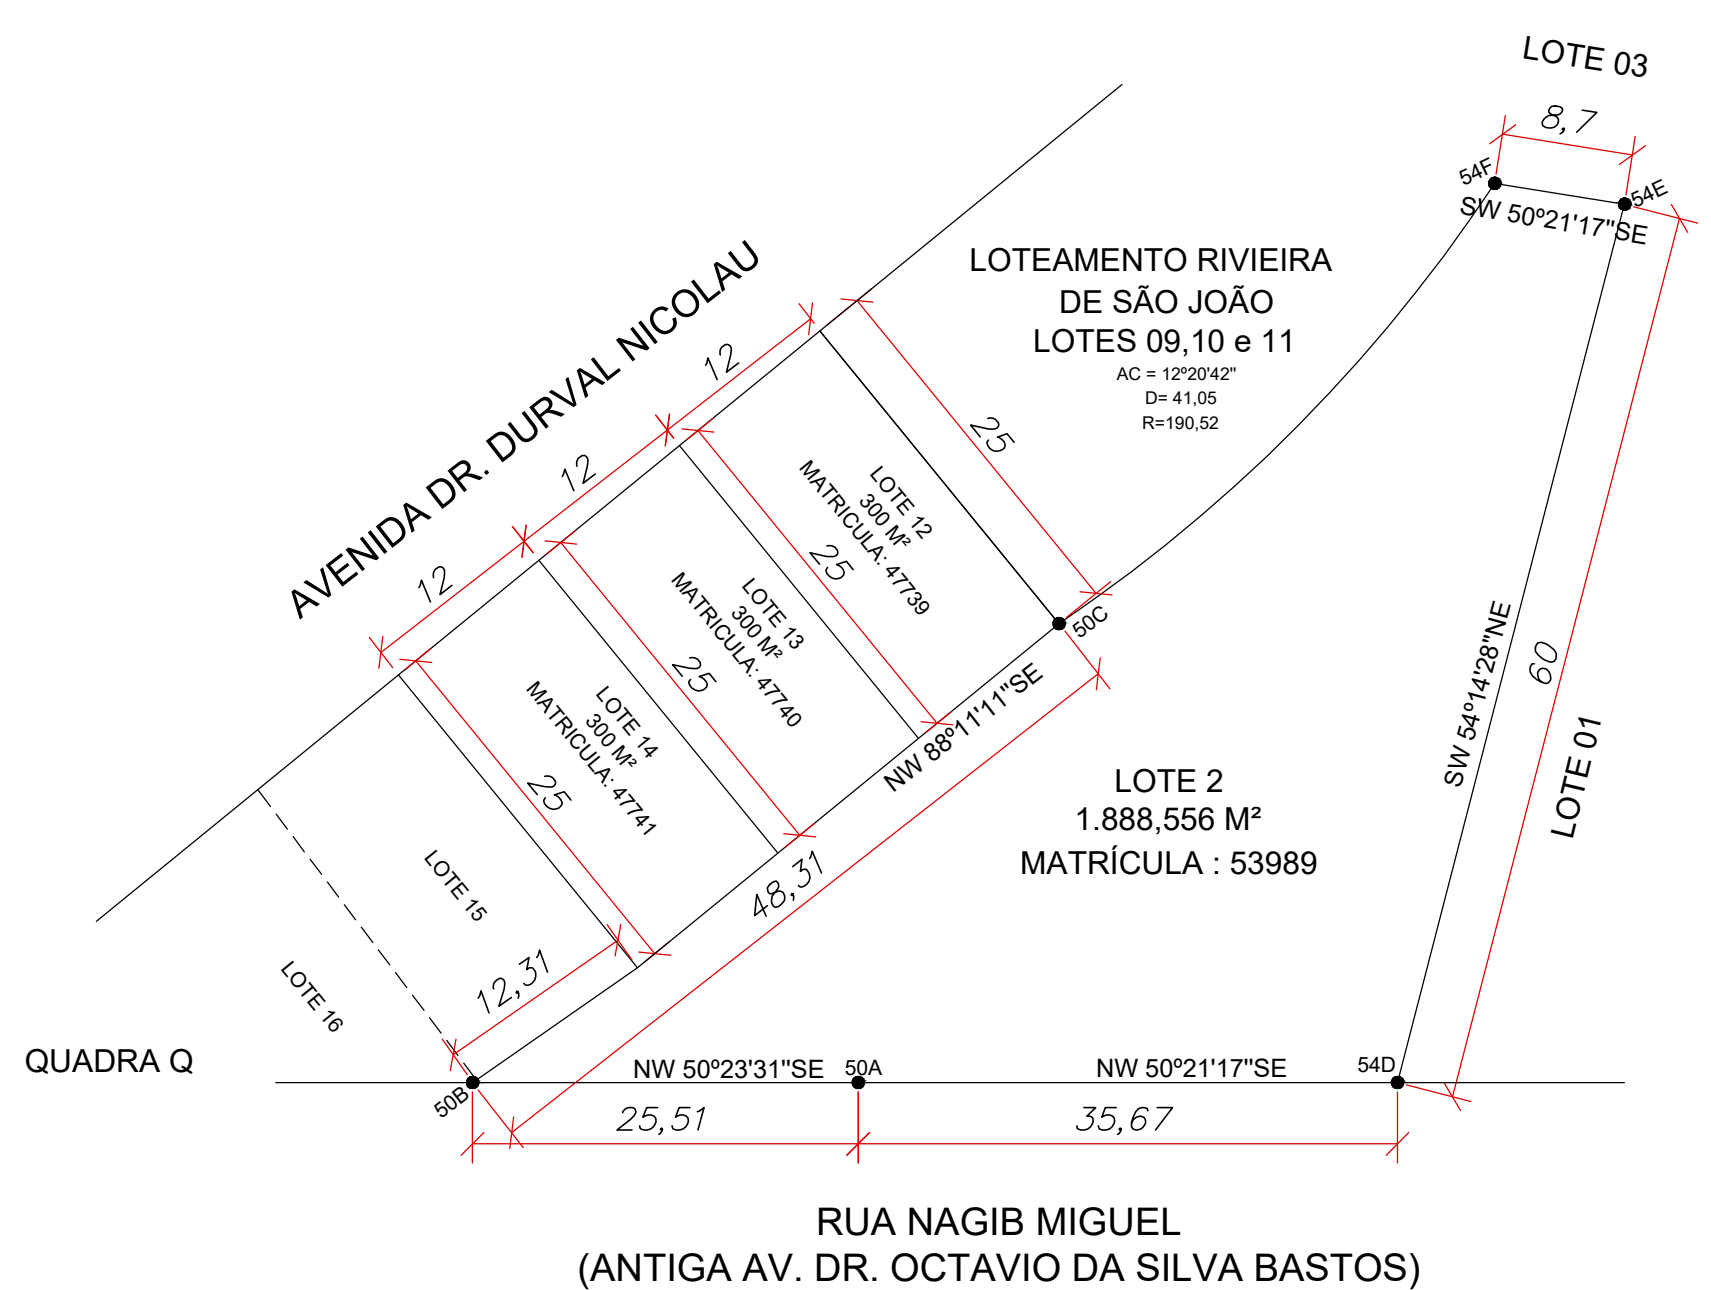 LOTE 03
8,7
54F
54E
SW 50º21'17"SE
LOTEAMENTO RIVIEIRA
DE SÃO JOÃO
LOTES 09,10 e 11
AC = 12º20'42"
D= 41,05
R=190,52
AVENIDA DR. DURVAL NICOLAU
12
12
12
25
25
25
25
LOTE 12
300 M²
MATRICULA: 47739
LOTE 13
300 M²
MATRICULA: 47740
LOTE 14
300 M²
MATRICULA: 47741
LOTE 15
LOTE 16
50C
NW 88º11'11"SE
48,31
12,31
SW 54º14'28"NE
60
LOTE 01
LOTE 2
1.888,556 M²
MATRÍCULA : 53989
QUADRA Q
50B
NW 50º23'31"SE
50A
NW 50º21'17"SE
54D
25,51
35,67
RUA NAGIB MIGUEL
(ANTIGA AV. DR. OCTAVIO DA SILVA BASTOS)